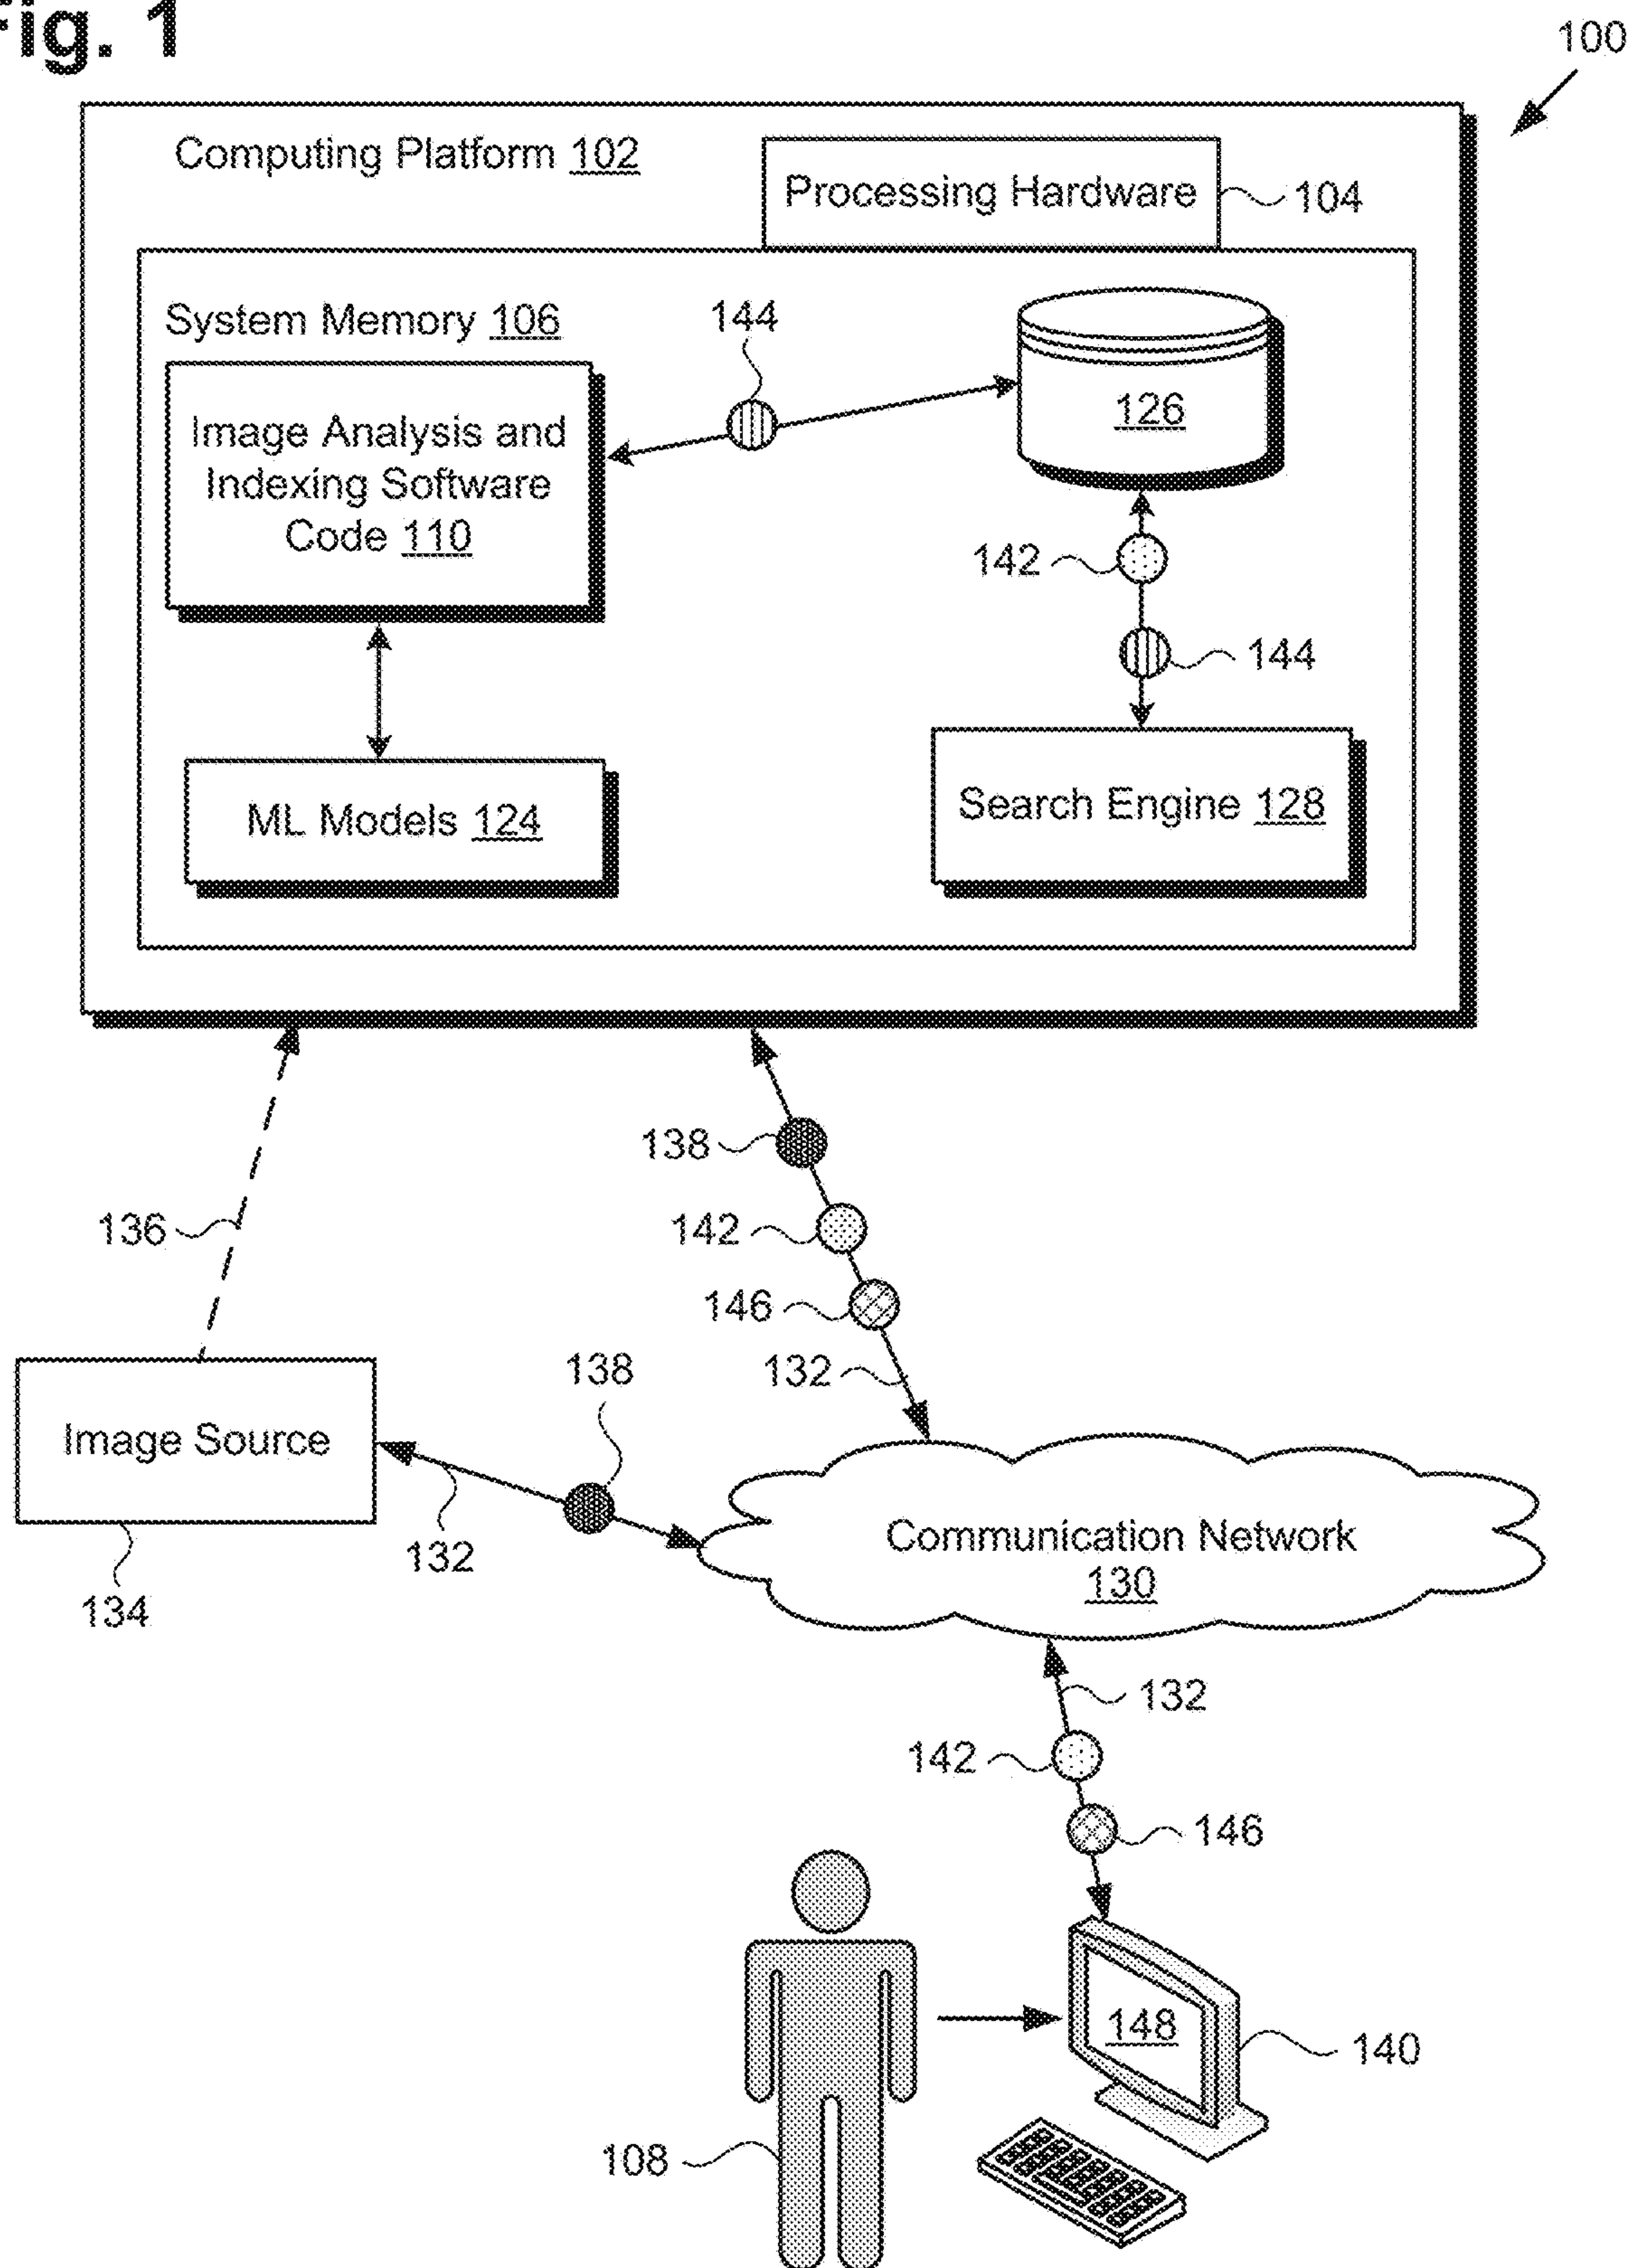 Fig. 1
100
Computing Platform 102
Processing Hardware
104
System Memory 106
144
126
Image Analysis and
Indexing Software
Code 110
142
144
ML Models 124
Search Engine 128
138
136
142
146
132
138
Image Source
132
134
Communication Network
130
132
142
146
148
140
108